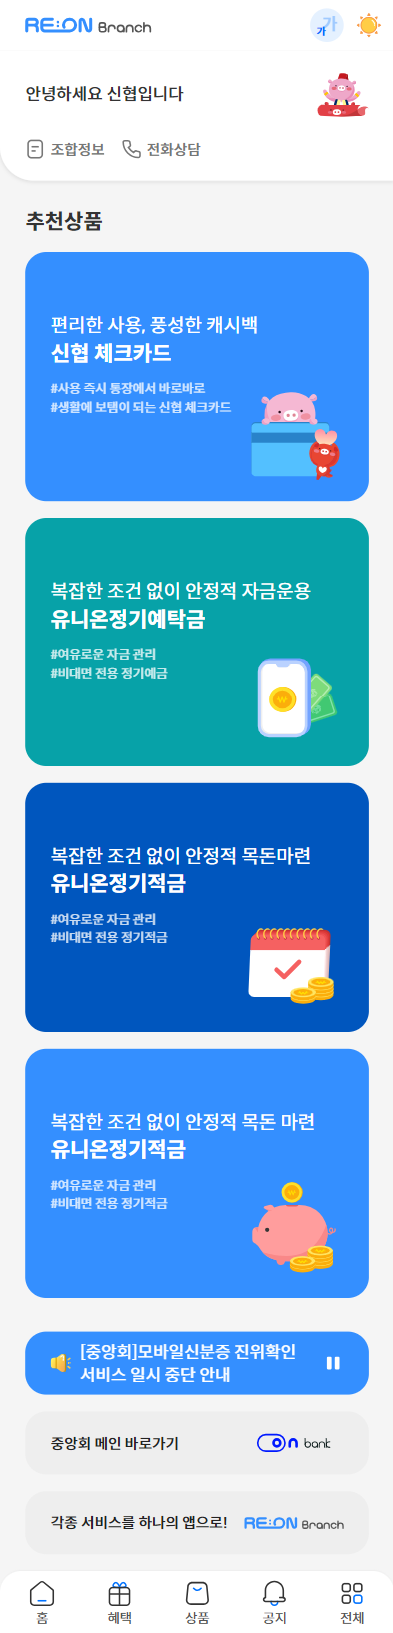 RE:ON Branch
가 가
안녕하세요 신협입니다
조합정보 전화상담
추천상품
편리한 사용, 풍성한 캐시백
신협 체크카드
#사용 즉시 통장에서 바로바로
#생활에 보탬이 되는 신협 체크카드
복잡한 조건 없이 안정적 자금운용
유니온정기예탁금
#여유로운 자금 관리
#비대면 전용 정기예금
복잡한 조건 없이 안정적 목돈마련
유니온정기적금
#여유로운 자금 관리
#비대면 전용 정기적금
복잡한 조건 없이 안정적 목돈 마련
유니온정기적금
#여유로운 자금 관리
#비대면 전용 정기적금
[중앙회]모바일신분증 진위확인
서비스 일시 중단 안내
중앙회 메인 바로가기 on bank
각종 서비스를 하나의 앱으로! RE:ON Branch
홈 혜택 상품 공지 전체